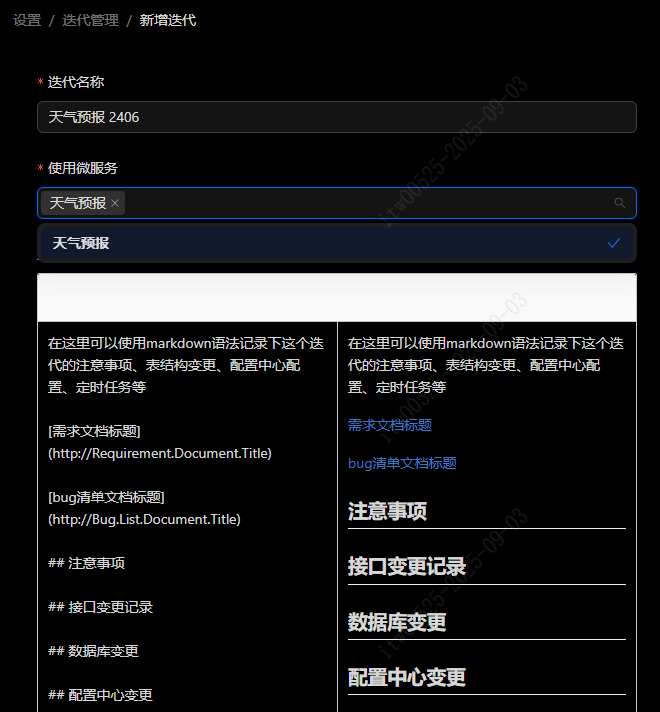 设置 / 迭代管理 / 新增迭代
* 迭代名称
天气预报 2406
* 使用微服务
天气预报 ×
天气预报
在这里可以使用markdown语法记录下这个迭
代的注意事项、表结构变更、配置中心配
置、定时任务等
[需求文档标题]
(http://Requirement.Document.Title)
[bug清单文档标题]
(http://Bug.List.Document.Title)
## 注意事项
## 接口变更记录
## 数据库变更
## 配置中心变更
在这里可以使用markdown语法记录下这个迭
代的注意事项、表结构变更、配置中心配
置、定时任务等
需求文档标题
bug清单文档标题
注意事项
接口变更记录
数据库变更
配置中心变更
itw00525-2025-09-03
itw00525-2025-09-03
itw00525-2025-09-03